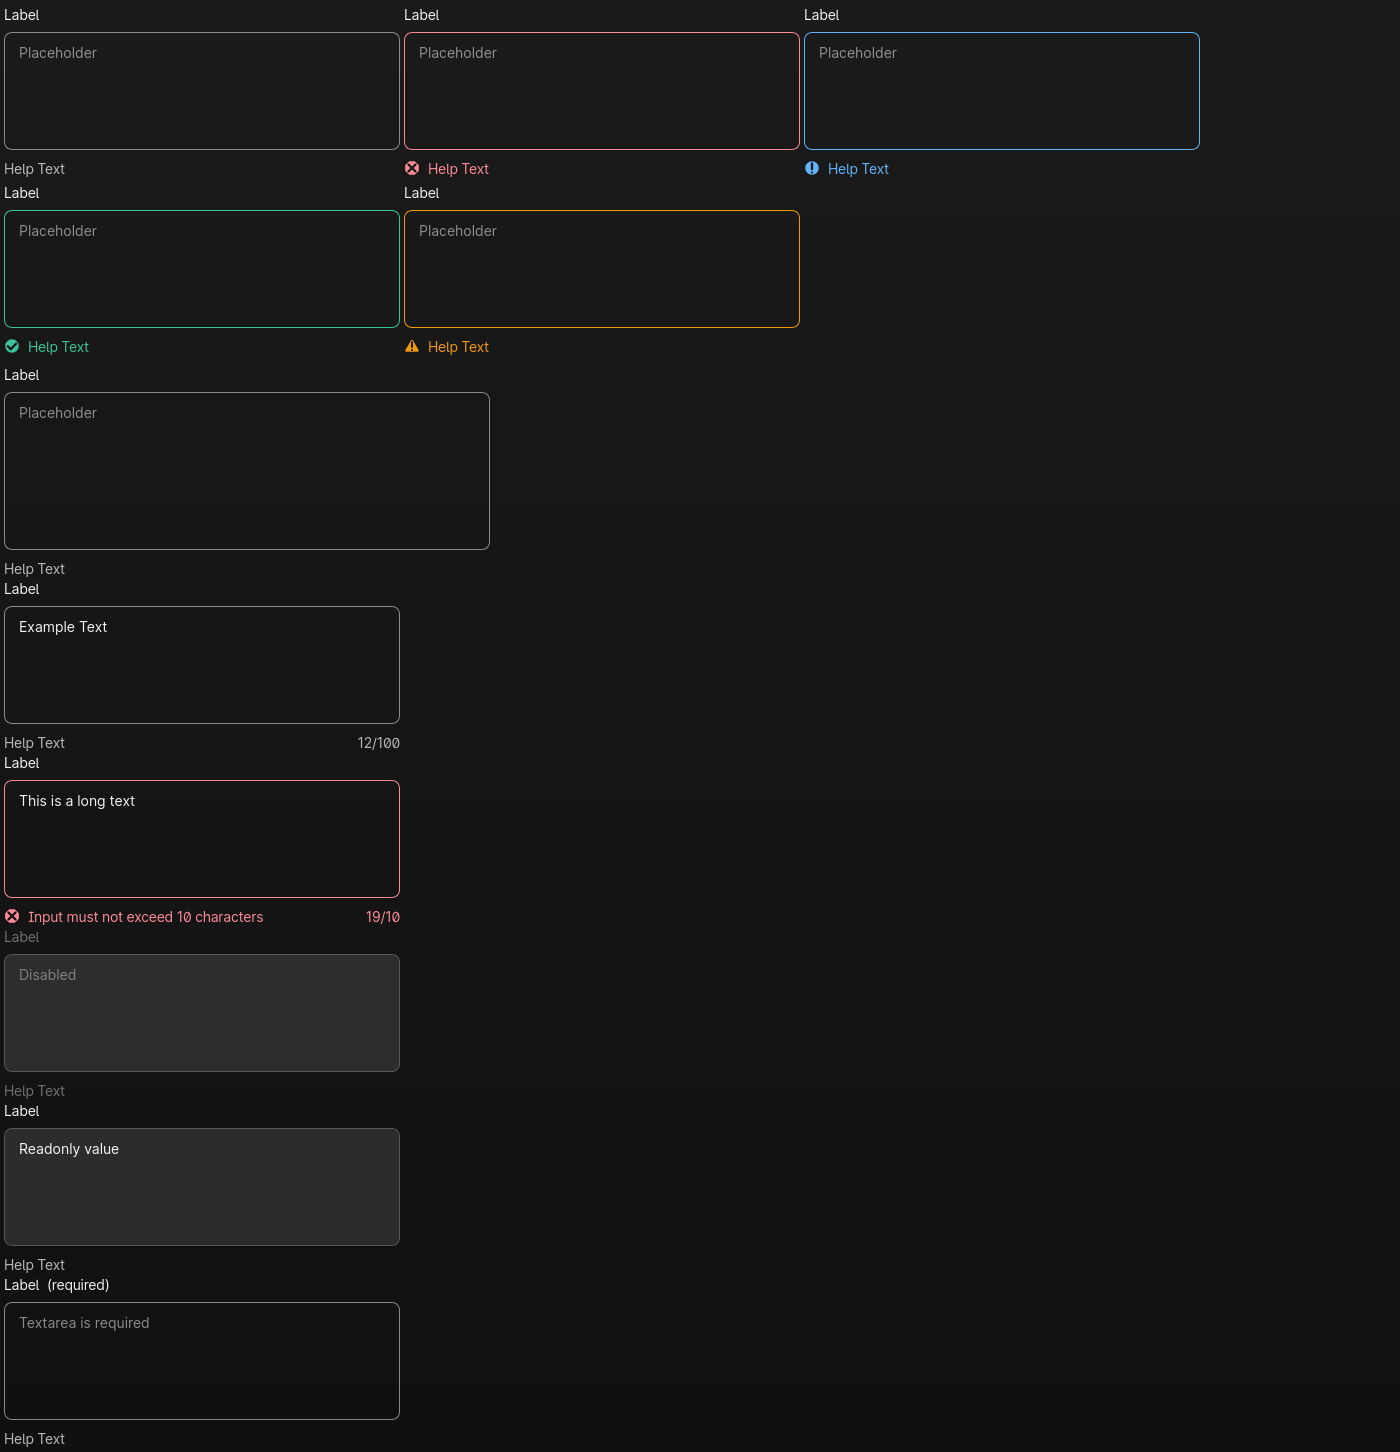 Label Label Label
Placeholder Placeholder Placeholder
Help Text Help Text Help Text
Label Label
Placeholder Placeholder
Help Text Help Text
Label
Placeholder
Help Text
Label
Example Text
Help Text 12/100
Label
This is a long text
Input must not exceed 10 characters 19/10
Label
Disabled
Help Text
Label
Readonly value
Help Text
Label (required)
Textarea is required
Help Text